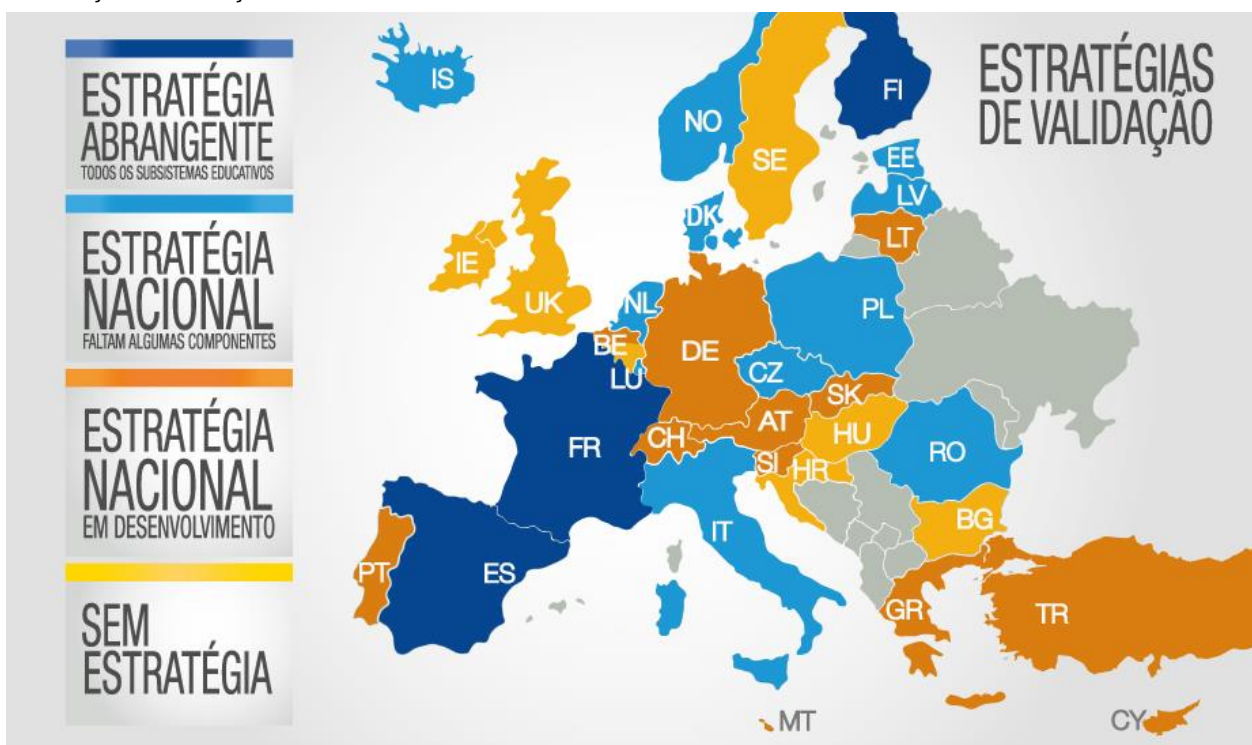 ESTRATÉGIA
ABRANGENTE
TODOS OS SUBSISTEMAS EDUCATIVOS
ESTRATÉGIA
NACIONAL
FALTAM ALGUMAS COMPONENTES
ESTRATÉGIA
NACIONAL
EM DESENVOLVIMENTO
SEM
ESTRATÉGIA
ESTRATÉGIAS
DE VALIDAÇÃO
IS
FI
NO
SE
EE
LV
DK
LT
IE
UK
NL
PL
BE
DE
LU
CZ
SK
FR
CH
AT
HU
SI
HR
RO
IT
BG
PT
ES
GR
TR
MT
CY